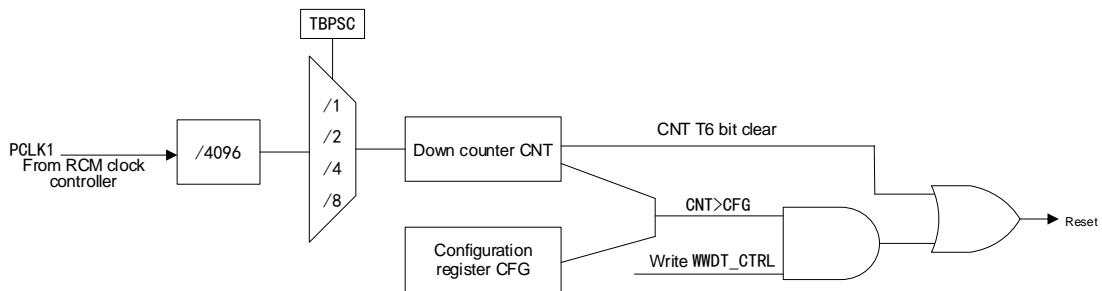 TBPSC
/1
/2
/4
/8
PCLK1
From RCM clock
controller
/4096
Down counter CNT
CNT T6 bit clear
CNT>CFG
Configuration
register CFG
Write WWDT_CTRL
Reset